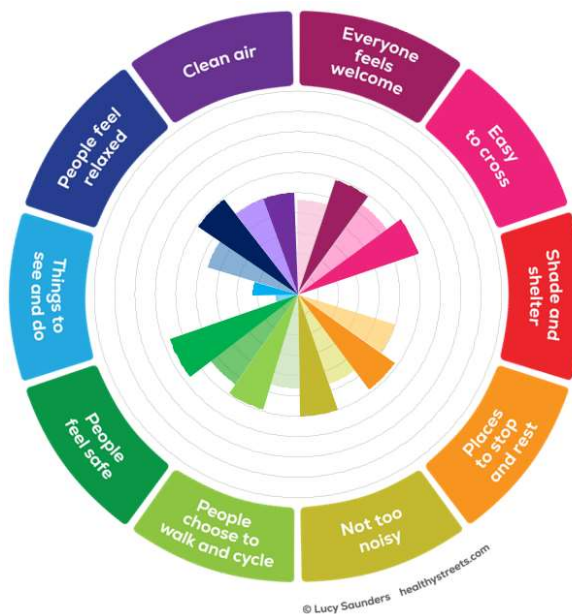 Clean air
Everyone
feels
welcome
Easy
to cross
Shade and
shelter
Places
to stop
and rest
Not too
noisy
People
choose to
walk and cycle
People
feel safe
Things to
see and do
People feel
relaxed
© Lucy Saunders healthystreets.com